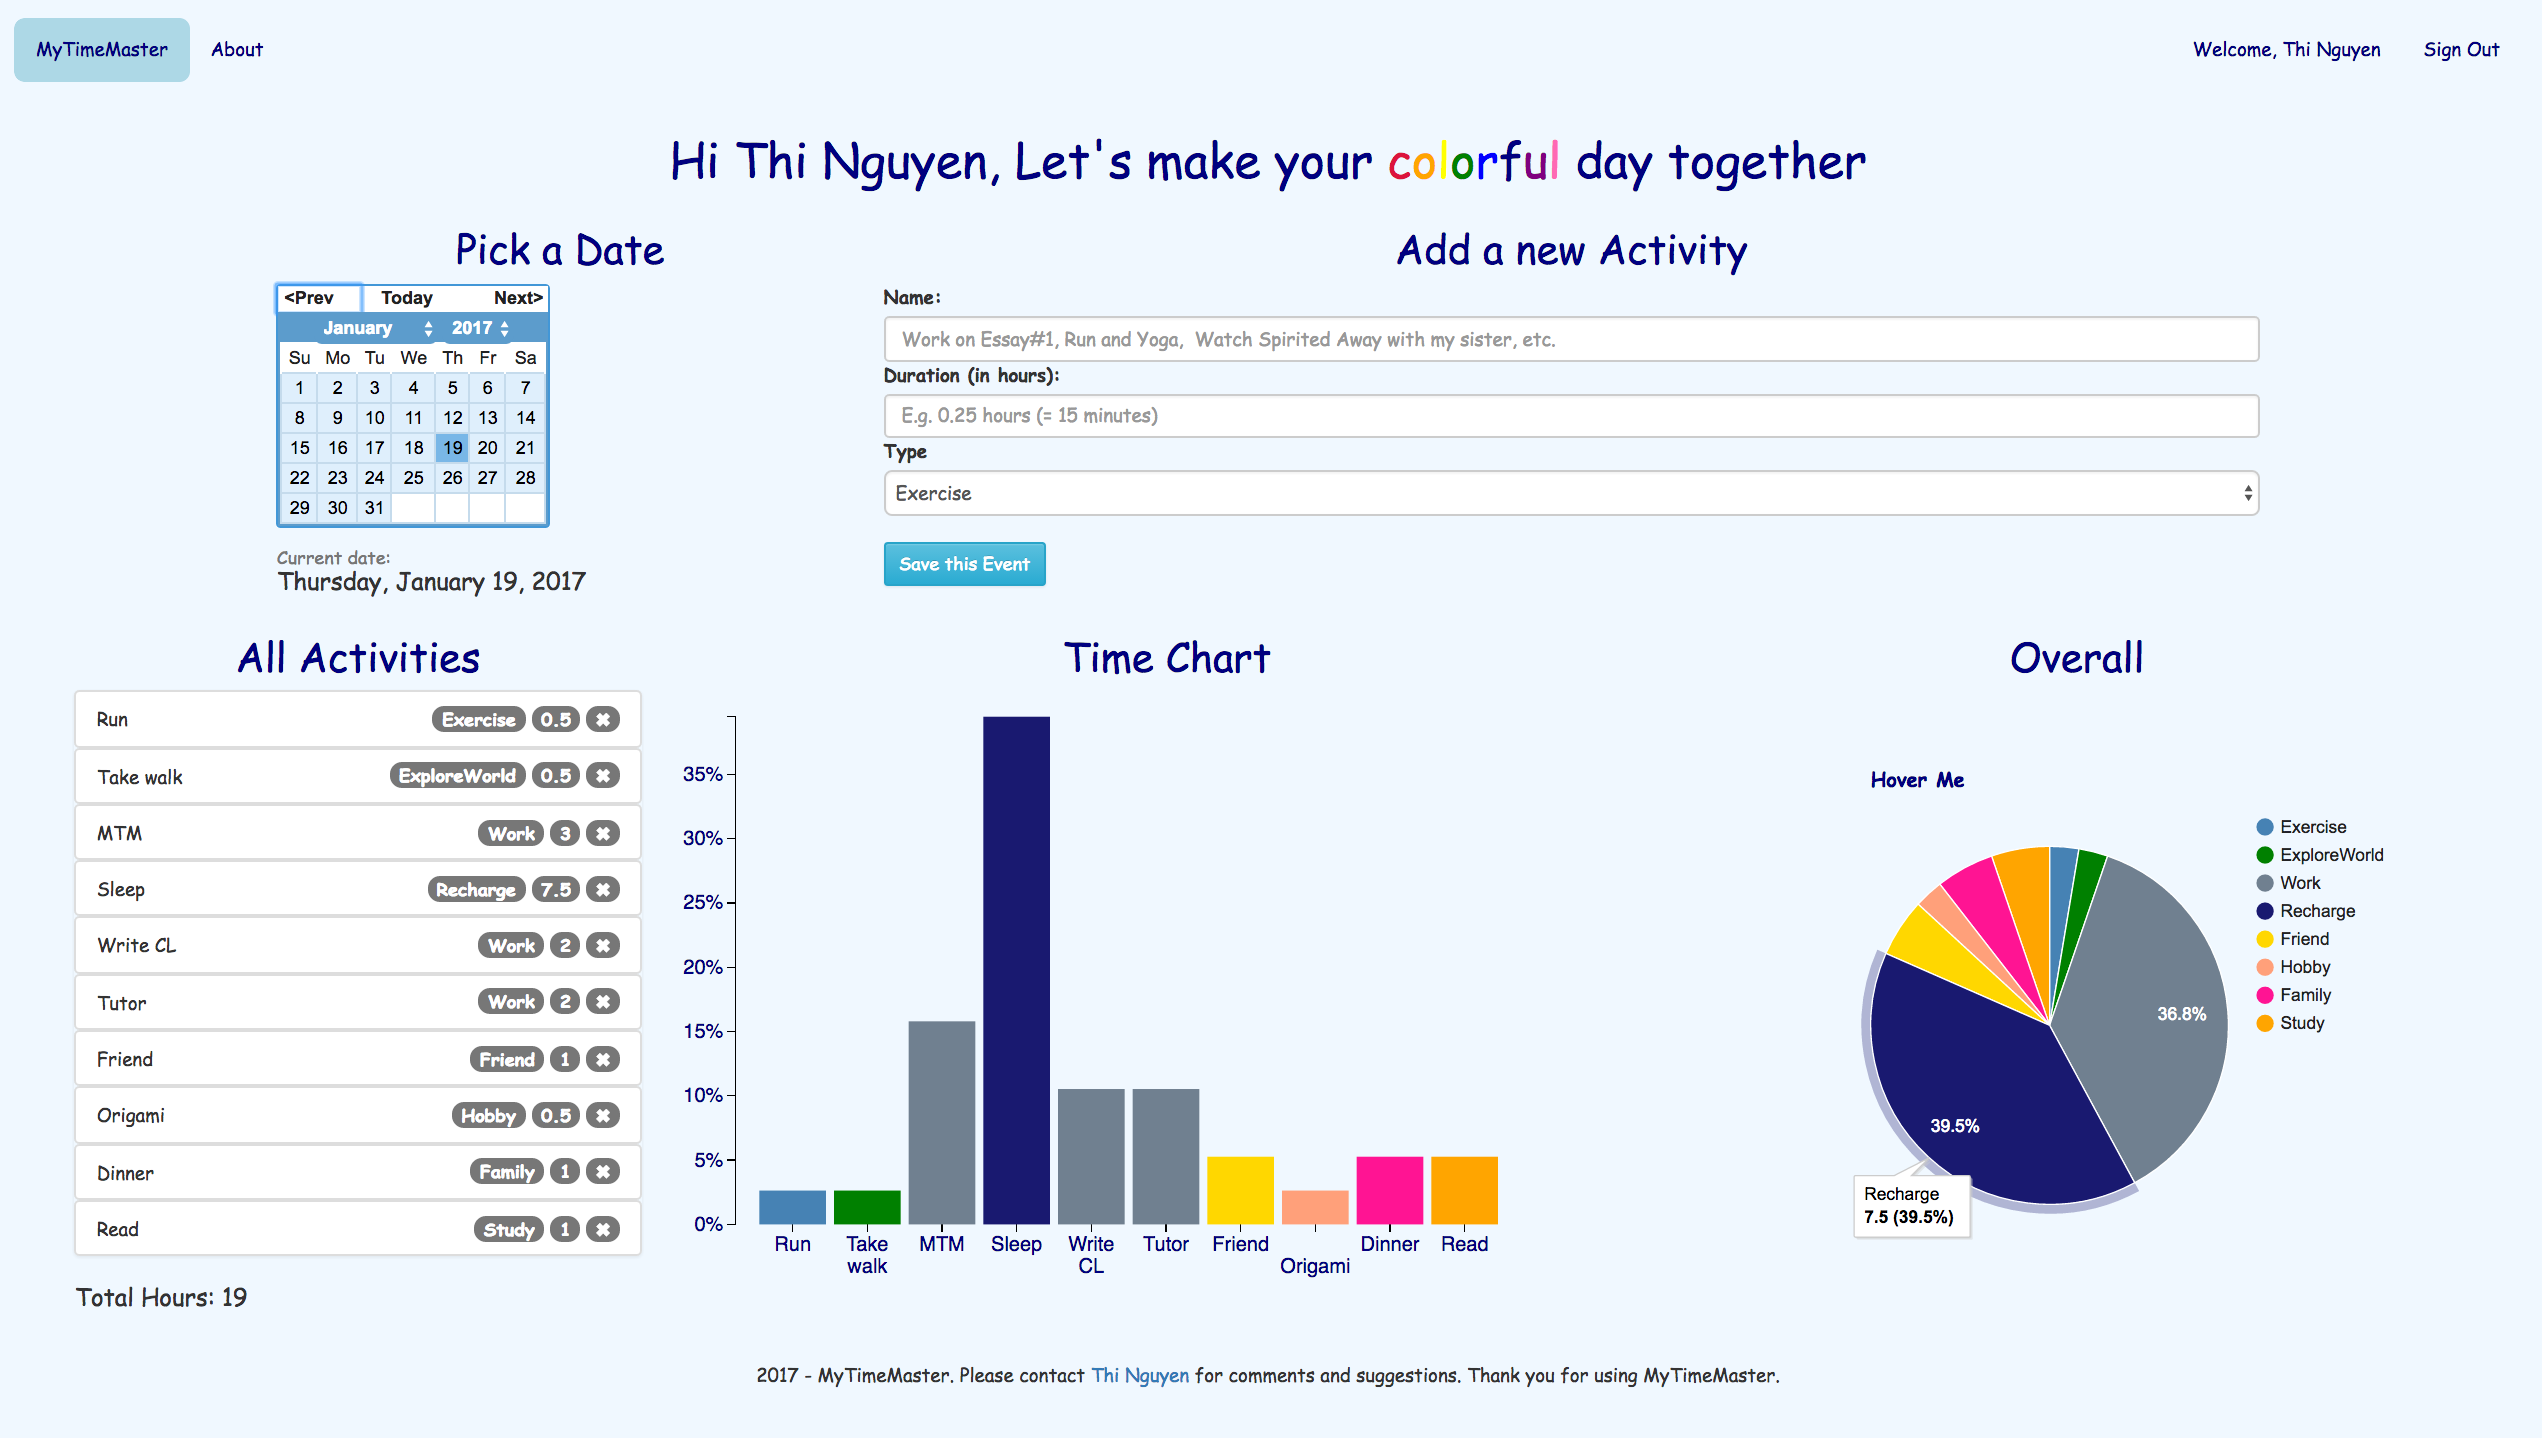 MyTimeMaster About Welcome, Thi Nguyen Sign Out
Hi Thi Nguyen, Let's make your colorful day together
Pick a Date
<Prev Today Next>
January 2017
Su Mo Tu We Th Fr Sa
1 2 3 4 5 6 7
8 9 10 11 12 13 14
15 16 17 18 19 20 21
22 23 24 25 26 27 28
29 30 31
Current date:
Thursday, January 19, 2017
Add a new Activity
Name:
Work on Essay#1, Run and Yoga, Watch Spirited Away with my sister, etc.
Duration (in hours):
E.g. 0.25 hours (= 15 minutes)
Type
Exercise
Save this Event
All Activities
Run Exercise 0.5 ✖
Take walk ExploreWorld 0.5 ✖
MTM Work 3 ✖
Sleep Recharge 7.5 ✖
Write CL Work 2 ✖
Tutor Work 2 ✖
Friend Friend 1 ✖
Origami Hobby 0.5 ✖
Dinner Family 1 ✖
Read Study 1 ✖
Total Hours: 19
Time Chart
35%
30%
25%
20%
15%
10%
5%
0%
Run Take MTM Sleep Write Tutor Friend Dinner Read
walk CL Origami
Overall
Hover Me
Exercise
ExploreWorld
Work
Recharge
Friend
Hobby
Family
Study
36.8%
39.5%
Recharge
7.5 (39.5%)
2017 - MyTimeMaster. Please contact Thi Nguyen for comments and suggestions. Thank you for using MyTimeMaster.